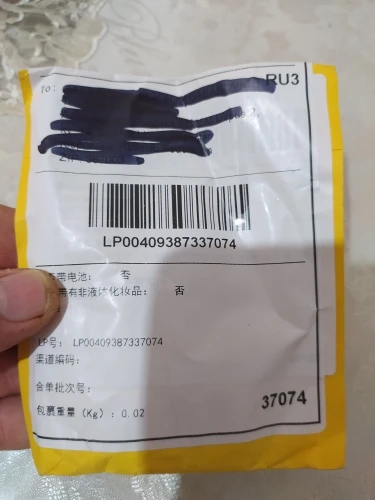 to:
RU3
LP00409387337074
带电池： 否
带有非液体化妆品： 否
LP号： LP00409387337074
渠道编码：
合单批次号：
37074
包裹重量（Kg）：0.02